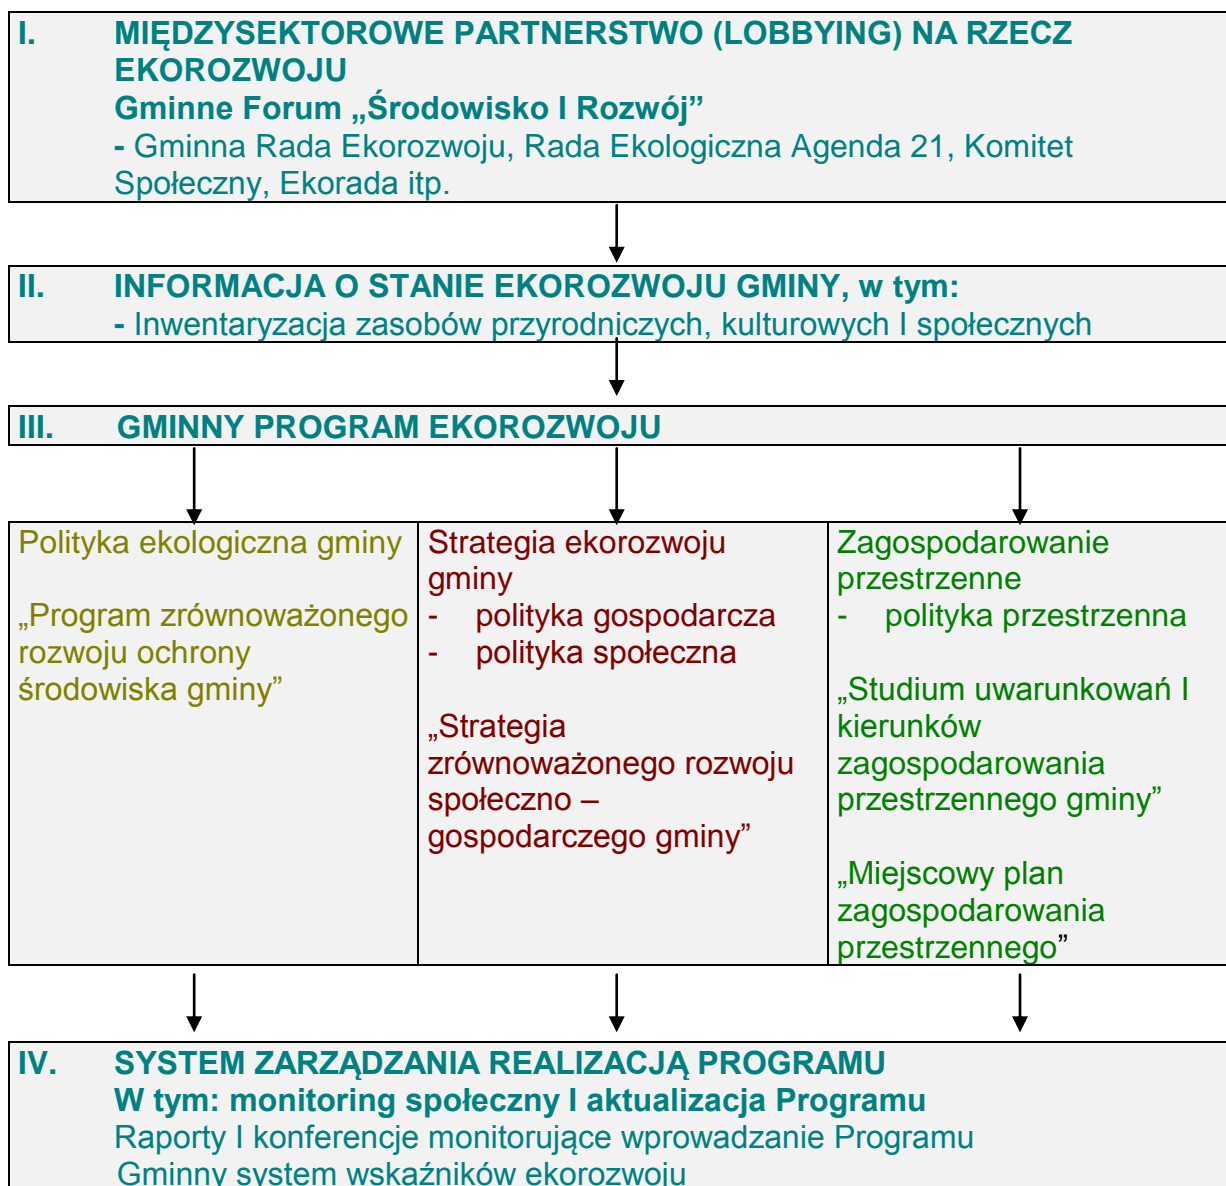 I. MIĘDZYSEKTOROWE PARTNERSTWO (LOBBYING) NA RZECZ
EKOROZWOJU
Gminne Forum „Środowisko I Rozwój”
- Gminna Rada Ekorozwoju, Rada Ekologiczna Agenda 21, Komitet
Społeczny, Ekorada itp.
II. INFORMACJA O STANIE EKOROZWOJU GMINY, w tym:
- Inwentaryzacja zasobów przyrodniczych, kulturowych I społecznych
III. GMINNY PROGRAM EKOROZWOJU
Polityka ekologiczna gminy
„Program zrównoważonego
rozwoju ochrony
środowiska gminy”
Strategia ekorozwoju
gminy
- polityka gospodarcza
- polityka społeczna
„Strategia
zrównoważonego rozwoju
społeczno –
gospodarczego gminy”
Zagospodarowanie
przestrzenne
- polityka przestrzenna
„Studium uwarunkowań I
kierunków
zagospodarowania
przestrzennego gminy”
„Miejscowy plan
zagospodarowania
przestrzennego”
IV. SYSTEM ZARZĄDZANIA REALIZACJĄ PROGRAMU
W tym: monitoring społeczny I aktualizacja Programu
Raporty I konferencje monitorujące wprowadzanie Programu
Gminny system wskaźników ekorozwoju